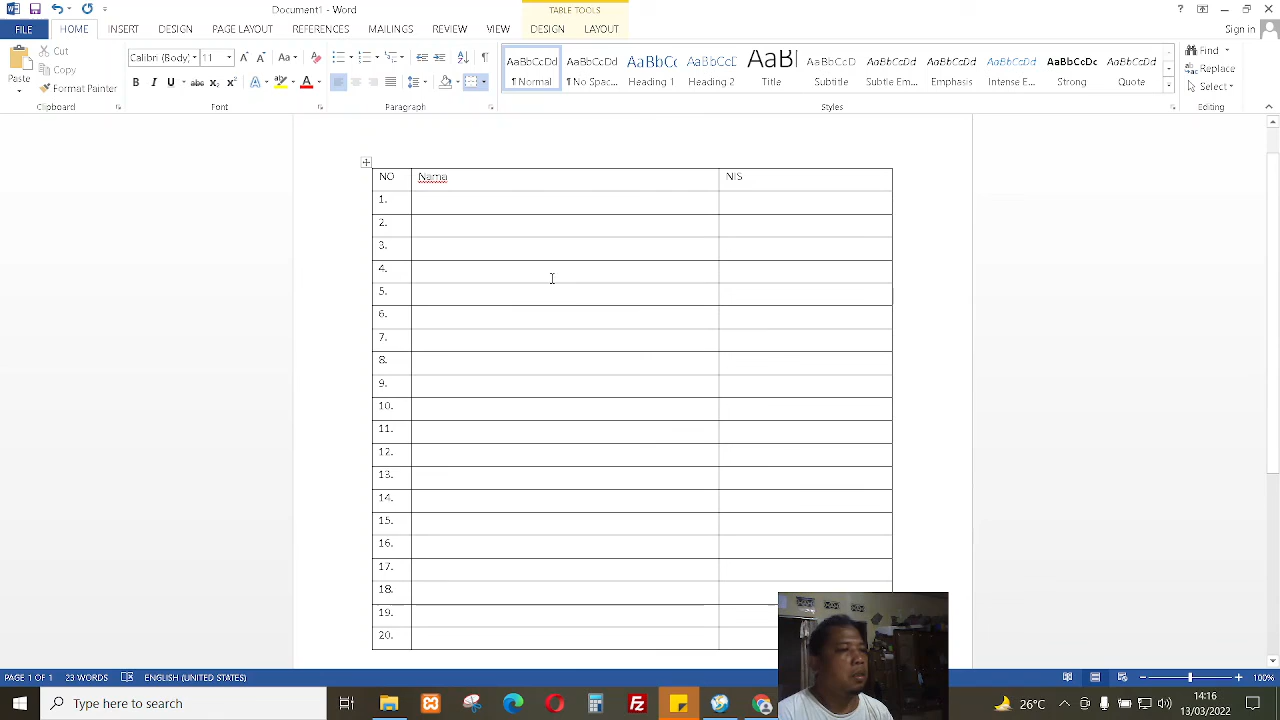 Document1 - Word
TABLE TOOLS
Sign in
FILE
HOME
INSERT
DESIGN
PAGE LAYOUT
REFERENCES
MAILINGS
REVIEW
VIEW
DESIGN
LAYOUT
Paste
Cut
Copy
Format Painter
Clipboard
Calibri (Body)
11
Font
Paragraph
AaBbCcDd
AaBbCcDd
AaBbCc
AaBbCcC
AaB
AaBbCcC
AaBbCcDd
AaBbCcDd
AaBbCcDd
AaBbCcDc
AaBbCcDd
¶ Normal
¶ No Spac...
Heading 1
Heading 2
Title
Subtitle
Subtle Em...
Emphasis
Intense E...
Strong
Quote
Styles
Find
Replace
Select
Editing
NO Nama NIS
1.
2.
3.
4.
5.
6.
7.
8.
9.
10.
11.
12.
13.
14.
15.
16.
17.
18.
19.
20.
PAGE 1 OF 1
23 WORDS
ENGLISH (UNITED STATES)
100%
Type here to search
26°C
14:16
13/03/2022